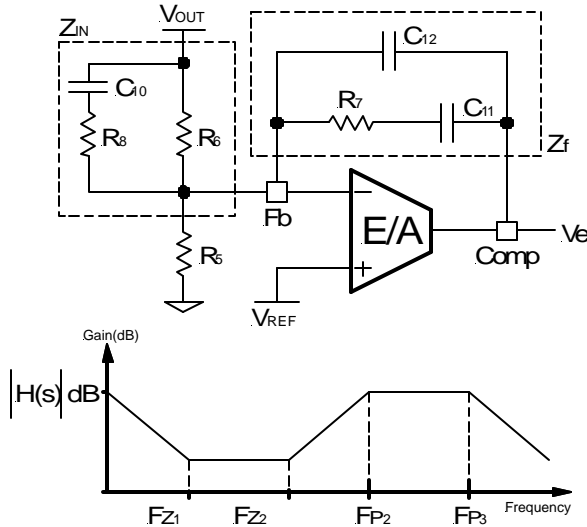 VOUT
ZIN
C10
R8
R6
C12
R7
C11
Zf
Fb
E/A
Comp
Ve
R5
VREF
Gain(dB)
|H(s)| dB
FZ1
FZ2
FP2
FP3
Frequency